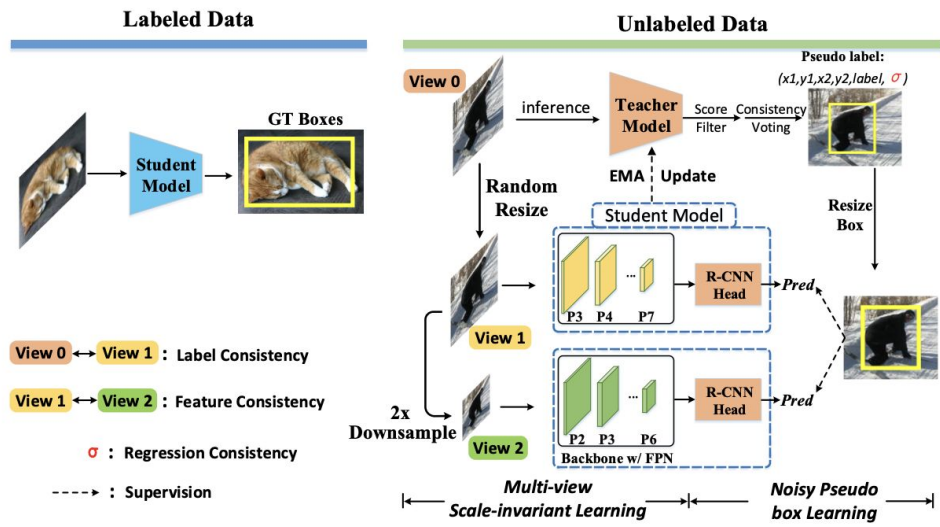 Labeled Data
Unlabeled Data
GT Boxes
Student
Model
View 0
inference
Teacher
Model
Score
Filter
Consistency
Voting
Pseudo label:
(x1,y1,x2,y2,label, σ )
EMA Update
Random
Resize
Student Model
Resize
Box
P3 P4 ... P7
R-CNN
Head
Pred
View 1
View 0 View 1 : Label Consistency
View 1 View 2 : Feature Consistency
σ : Regression Consistency
Supervision
:
2x
Downsample
View 2
P2 P3 ... P6
R-CNN
Head
Pred
Backbone w/ FPN
Multi-view
Scale-invariant Learning
Noisy Pseudo
box Learning